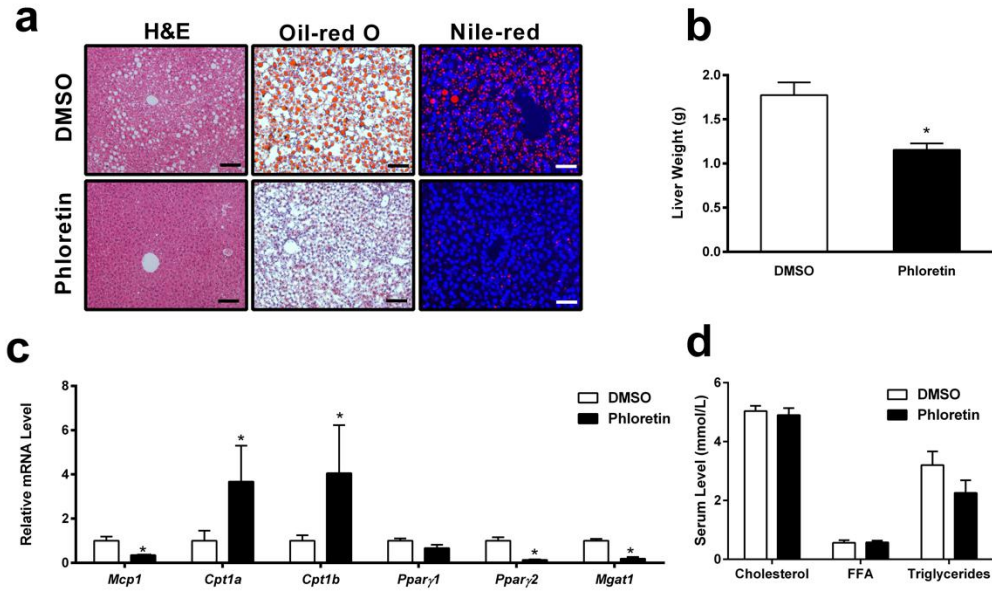 a
H&E Oil-red O Nile-red
DMSO
Phloretin
b
Liver Weight (g)
2.0
1.5
1.0
0.5
0.0
*
DMSO Phloretin
c
Relative mRNA Level
8
6
4
2
0
DMSO
Phloretin
* * * * *
Mcp1 Cpt1a Cpt1b Pparγ1 Pparγ2 Mgat1
d
Serum Level (mmol/L)
6
4
2
0
DMSO
Phloretin
Cholesterol FFA Triglycerides